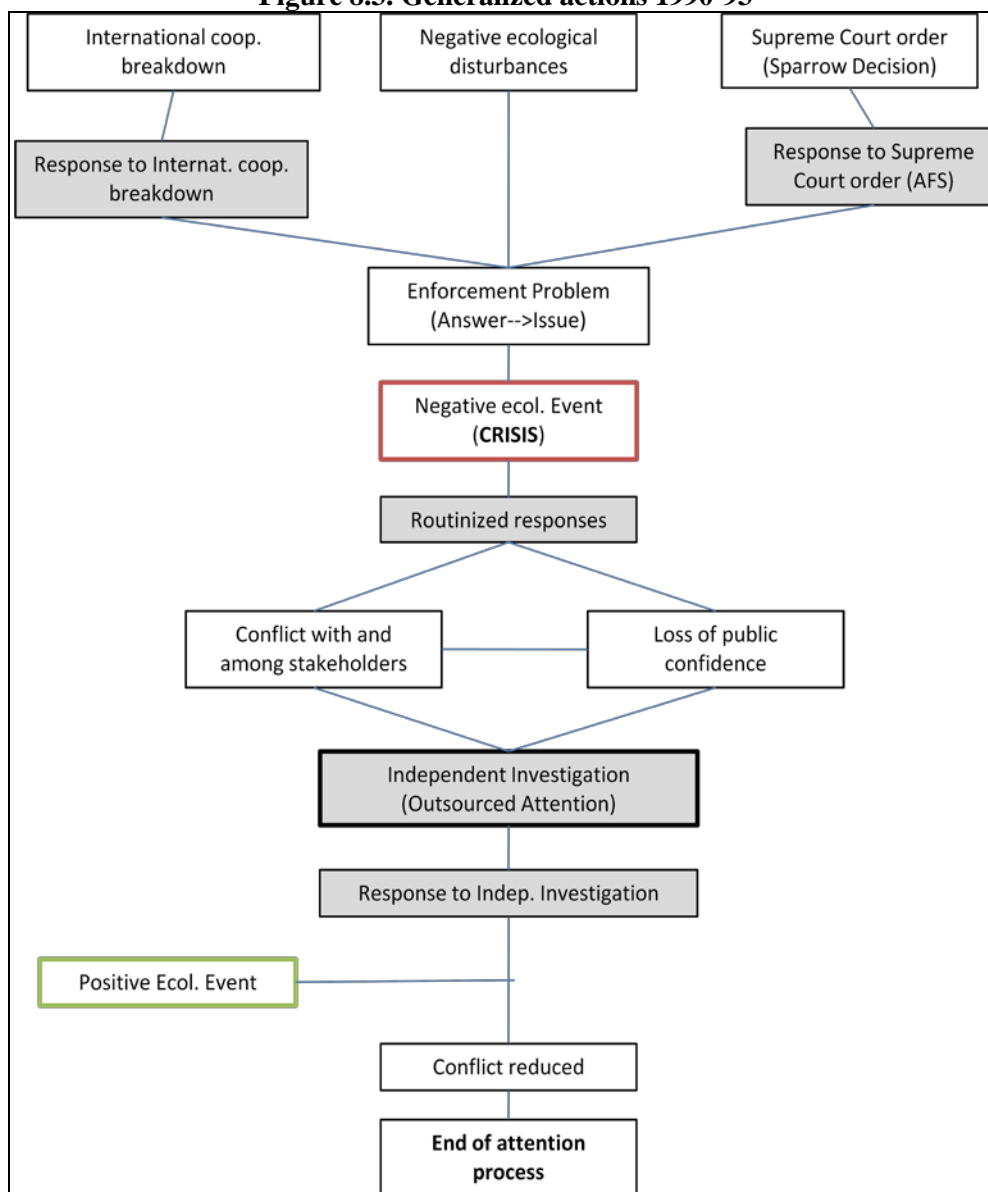 Figure Generalized actions
International coop.
breakdown
Negative ecological
disturbances
Supreme Court order
(Sparrow Decision)
Response to Internat. coop.
breakdown
Response to Supreme
Court order (AFS)
Enforcement Problem
(Answer-->Issue)
Negative ecol. Event
(CRISIS)
Routinized responses
Conflict with and
among stakeholders
Loss of public
confidence
Independent Investigation
(Outsourced Attention)
Response to Indep. Investigation
Positive Ecol. Event
Conflict reduced
End of attention
process